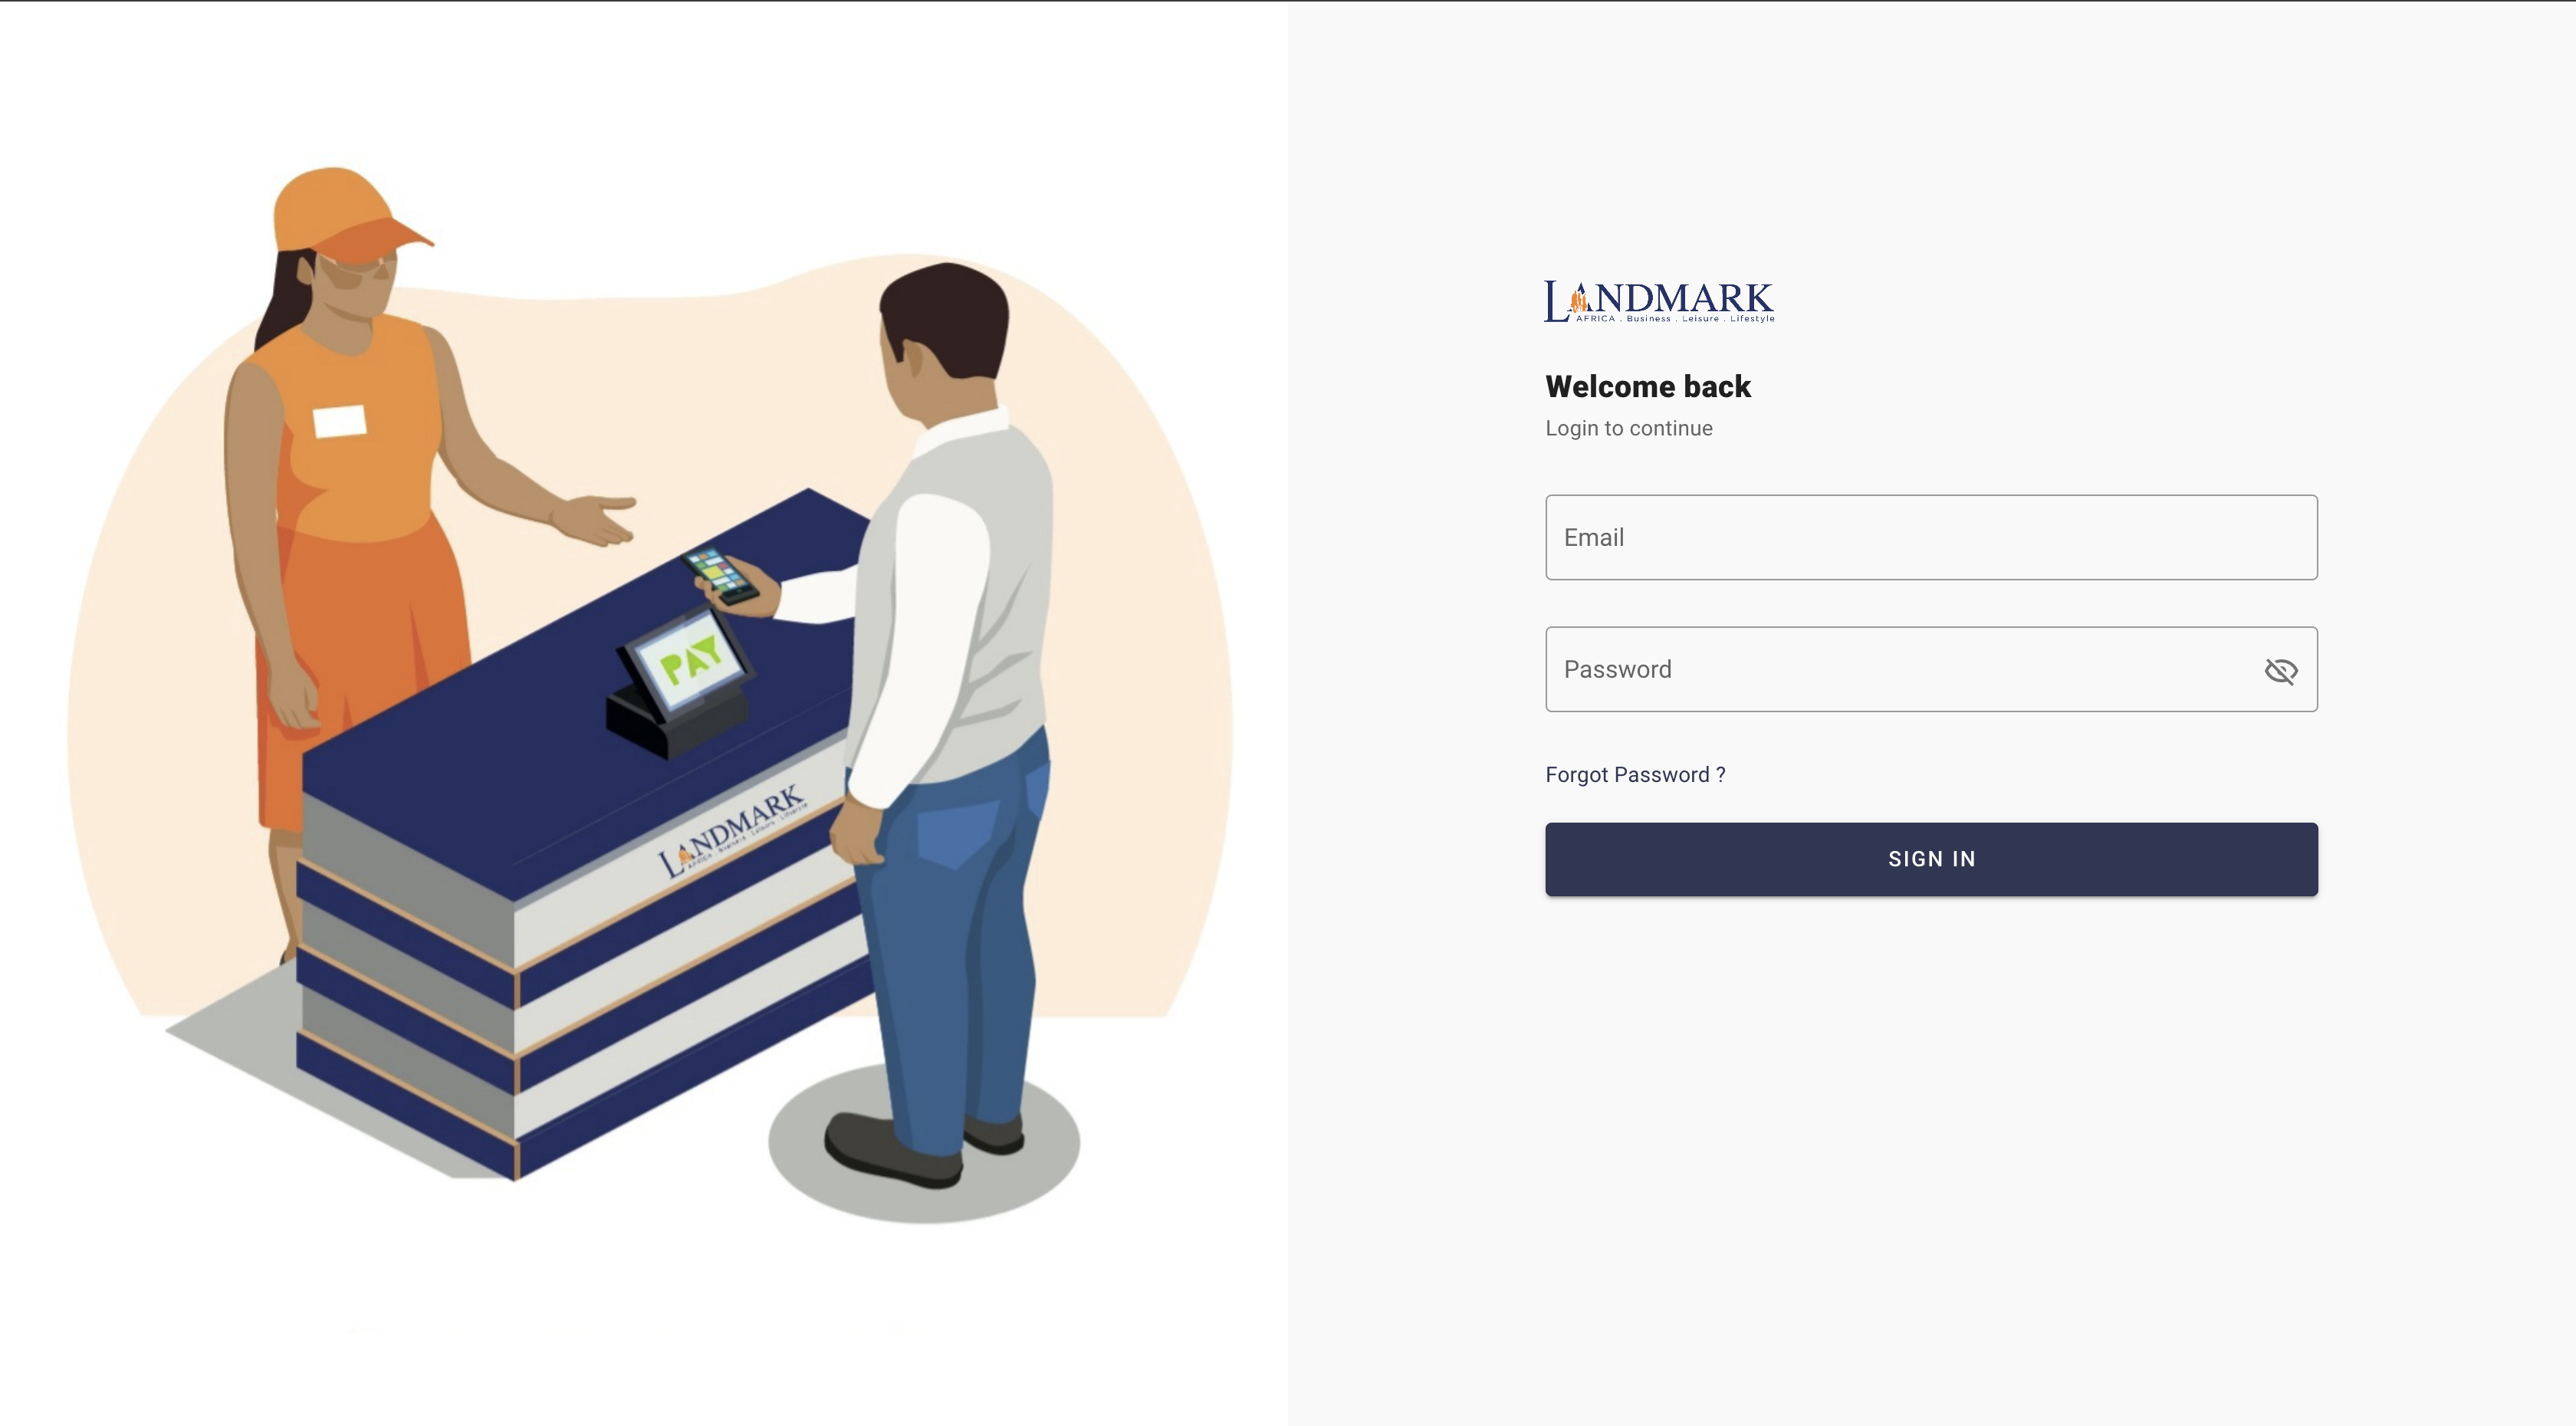 PAY
LANDMARK
AFRICA . Business . Leisure . Lifestyle
LANDMARK
AFRICA . Business . Leisure . Lifestyle
Welcome back
Login to continue
Email
Password
Forgot Password ?
SIGN IN